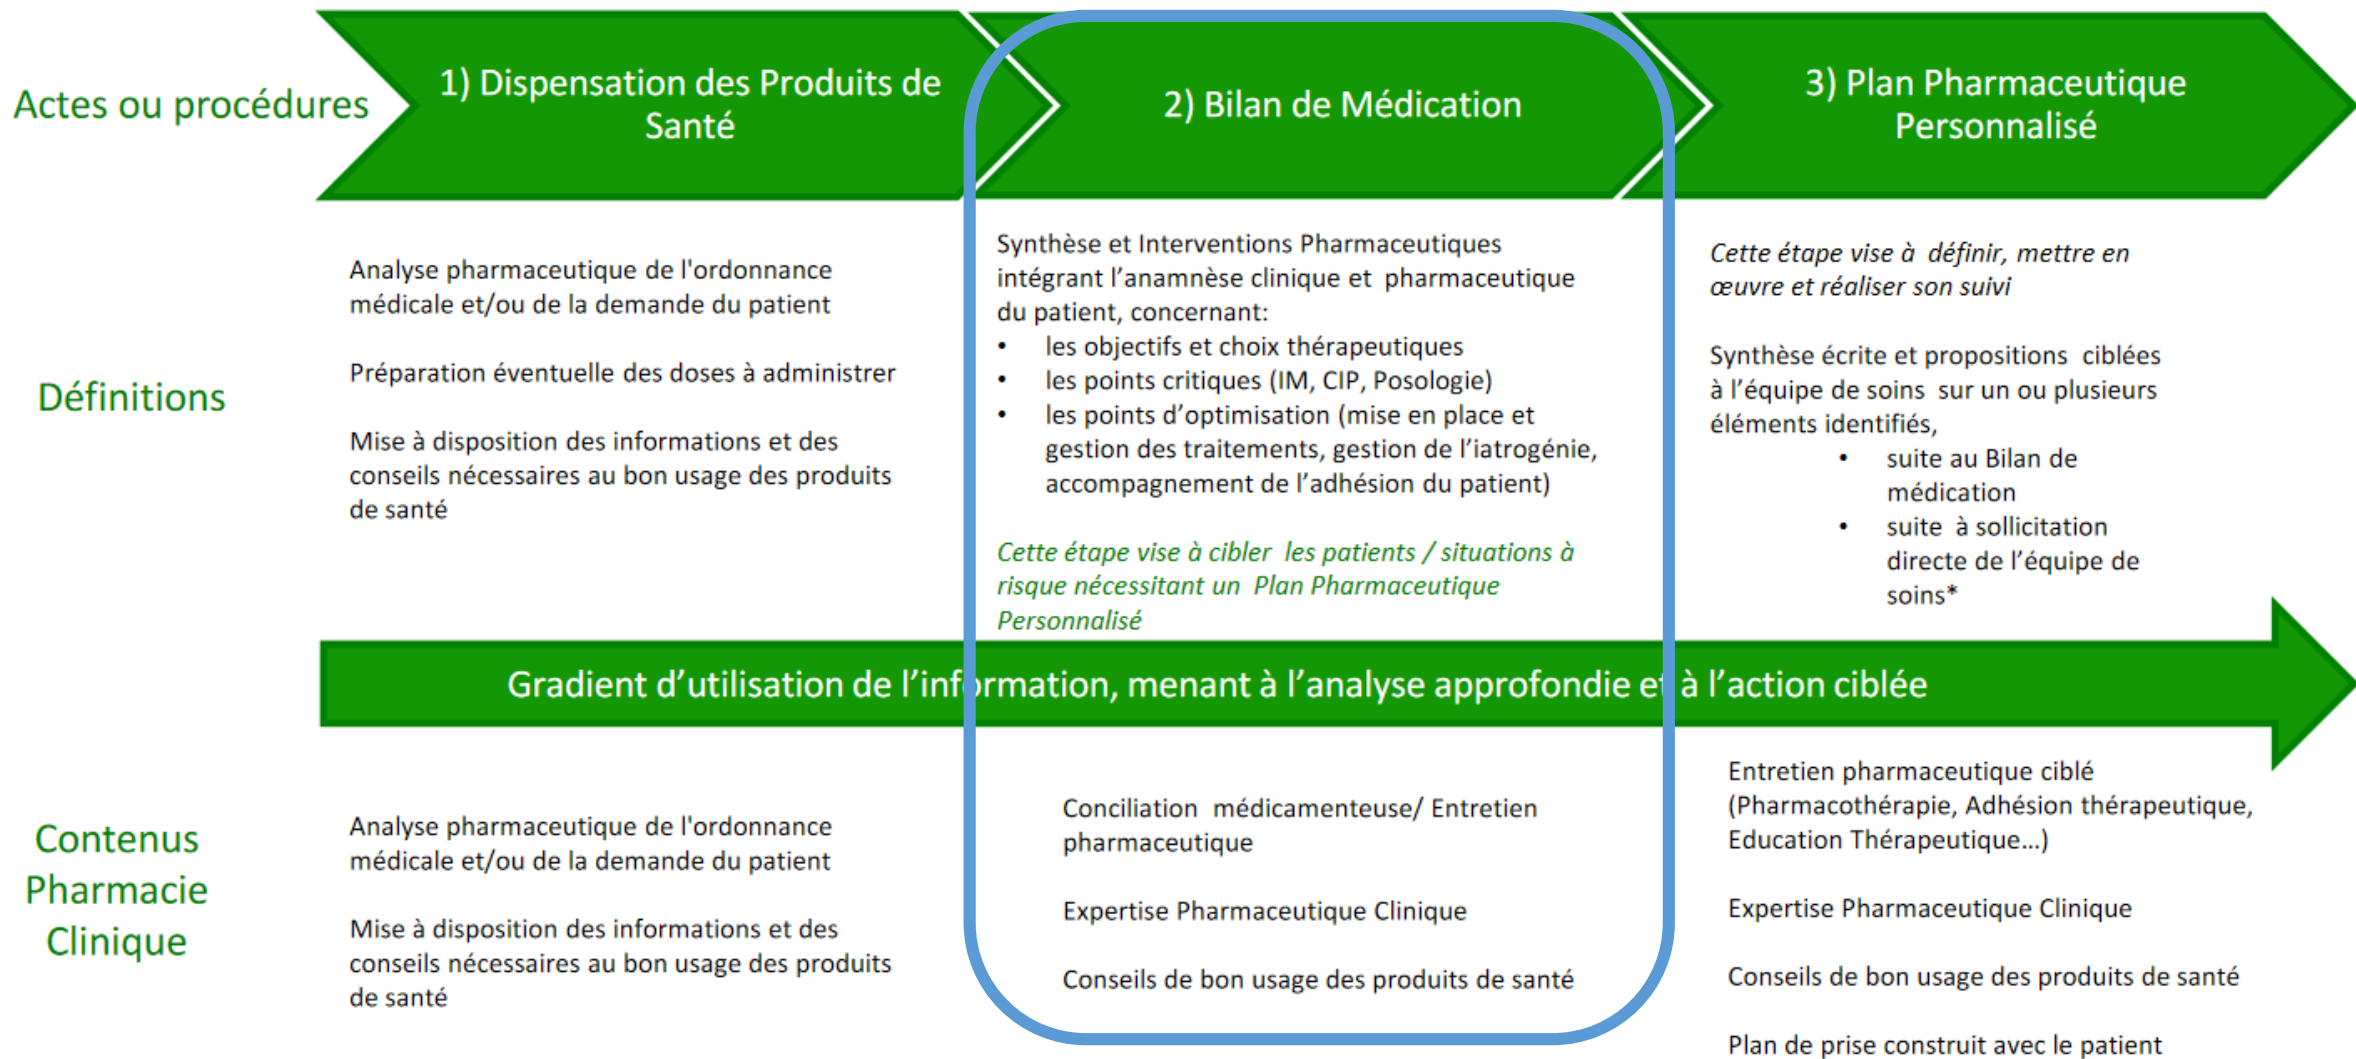 Actes ou procédures
1) Dispensation des Produits de
Santé
2) Bilan de Médication
3) Plan Pharmaceutique
Personnalisé
Définitions
Analyse pharmaceutique de l'ordonnance
médicale et/ou de la demande du patient
Préparation éventuelle des doses à administrer
Mise à disposition des informations et des
conseils nécessaires au bon usage des produits
de santé
Synthèse et Interventions Pharmaceutiques
intégrant l’anamnèse clinique et pharmaceutique
du patient, concernant:
• les objectifs et choix thérapeutiques
• les points critiques (IM, CIP, Posologie)
• les points d’optimisation (mise en place et
gestion des traitements, gestion de l’iatrogénie,
accompagnement de l’adhésion du patient)
Cette étape vise à cibler les patients / situations à
risque nécessitant un Plan Pharmaceutique
Personnalisé
Cette étape vise à définir, mettre en
œuvre et réaliser son suivi
Synthèse écrite et propositions ciblées
à l’équipe de soins sur un ou plusieurs
éléments identifiés,
• suite au Bilan de
médication
• suite à sollicitation
directe de l’équipe de
soins*
Gradient d’utilisation de l’information, menant à l’analyse approfondie et à l’action ciblée
Contenus
Pharmacie
Clinique
Analyse pharmaceutique de l'ordonnance
médicale et/ou de la demande du patient
Mise à disposition des informations et des
conseils nécessaires au bon usage des produits
de santé
Conciliation médicamenteuse/ Entretien
pharmaceutique
Expertise Pharmaceutique Clinique
Conseils de bon usage des produits de santé
Entretien pharmaceutique ciblé
(Pharmacothérapie, Adhésion thérapeutique,
Education Thérapeutique…)
Expertise Pharmaceutique Clinique
Conseils de bon usage des produits de santé
Plan de prise construit avec le patient